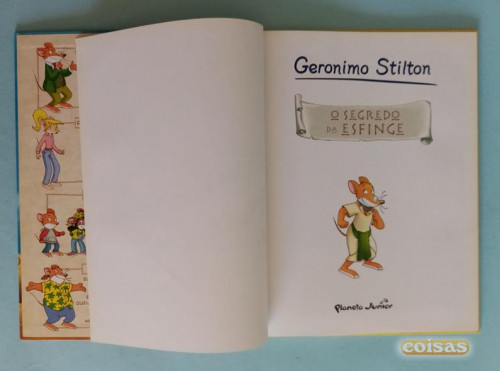 Geronimo Stilton
O SEGREDO
DA ESFINGE
Planeta Junior
coisas